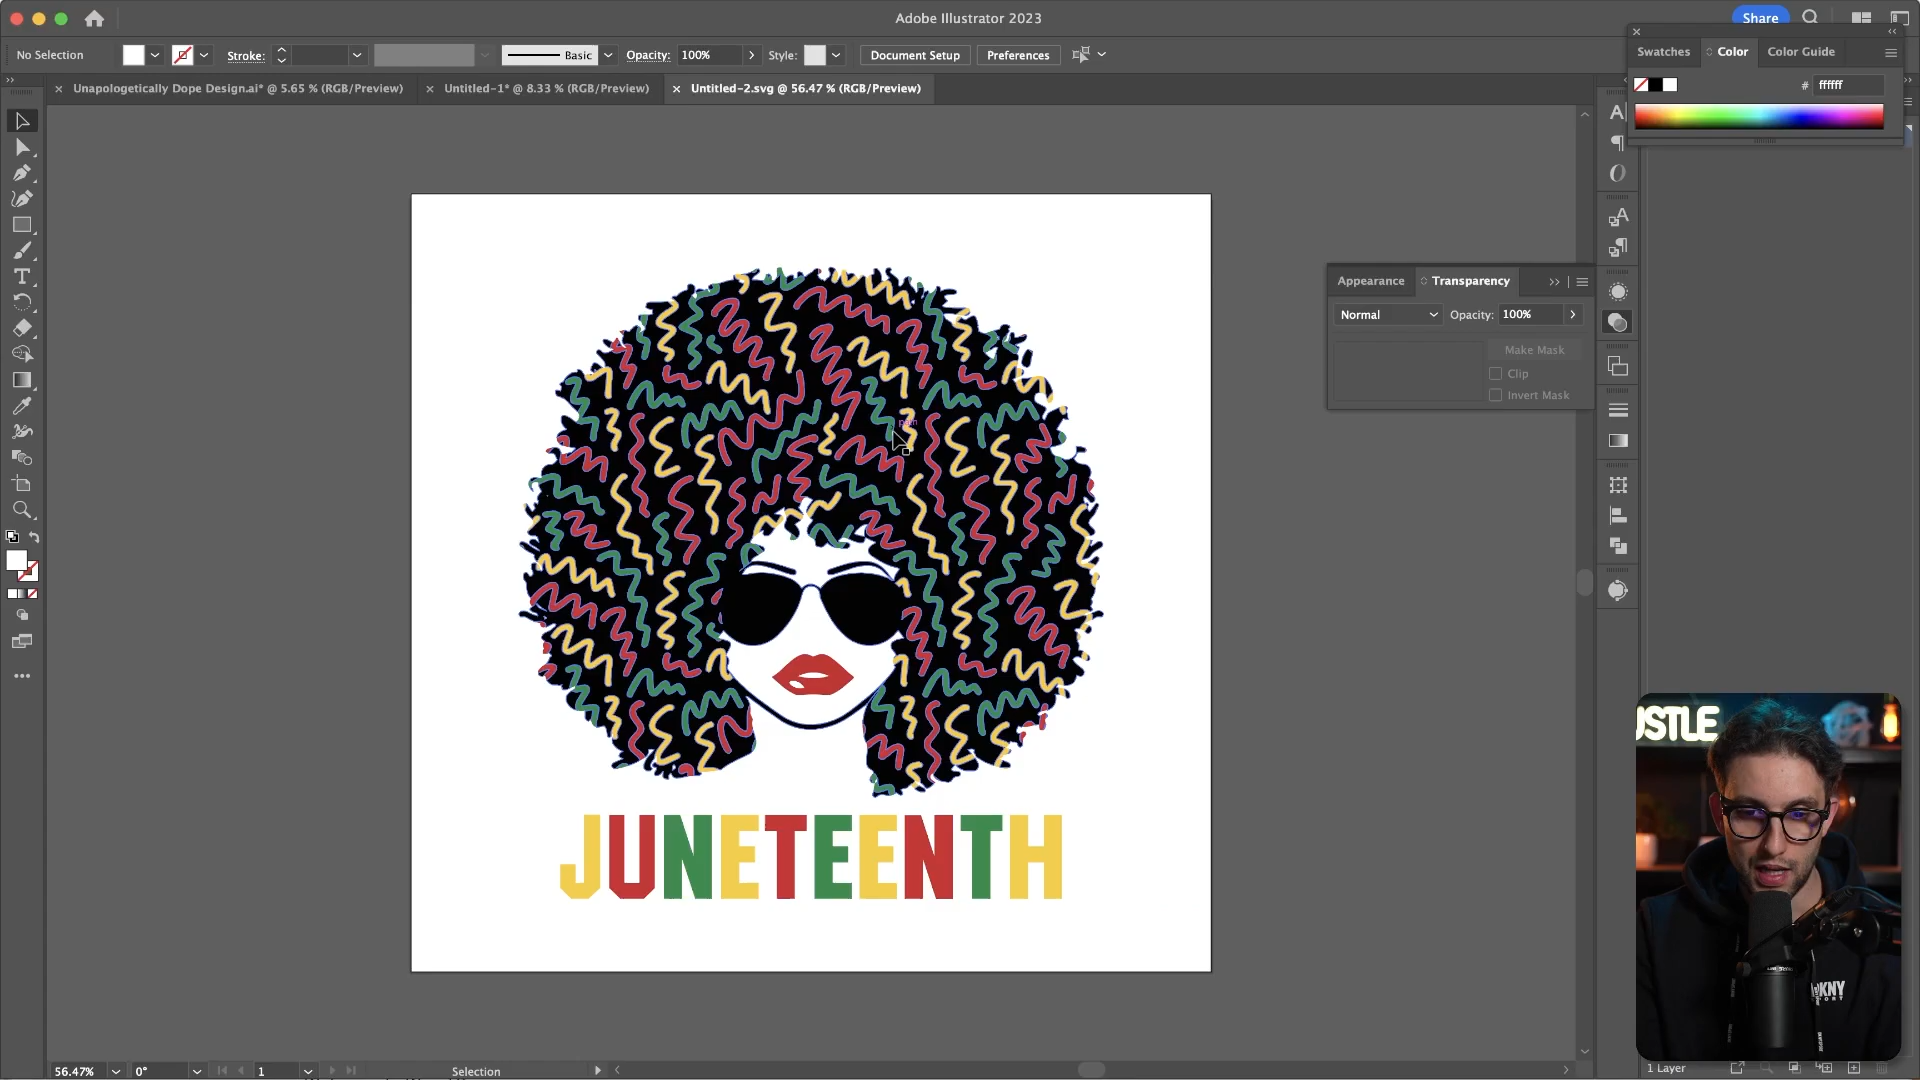 Adobe Illustrator 2023
Share
No Selection
Stroke:
Basic
Opacity:
100%
Style:
Document Setup
Preferences
Swatches
Color
Color Guide
Unapologetically Dope Design.ai* @ 5.65 % (RGB/Preview)
Untitled-1* @ 8.33 % (RGB/Preview)
Untitled-2.svg @ 56.47 % (RGB/Preview)
# ffffff
Appearance
Transparency
Normal
Opacity: 100%
Make Mask
Clip
Invert Mask
JUNETEENTH
USTLE
DKNY
56.47%
0°
1
Selection
1 Layer